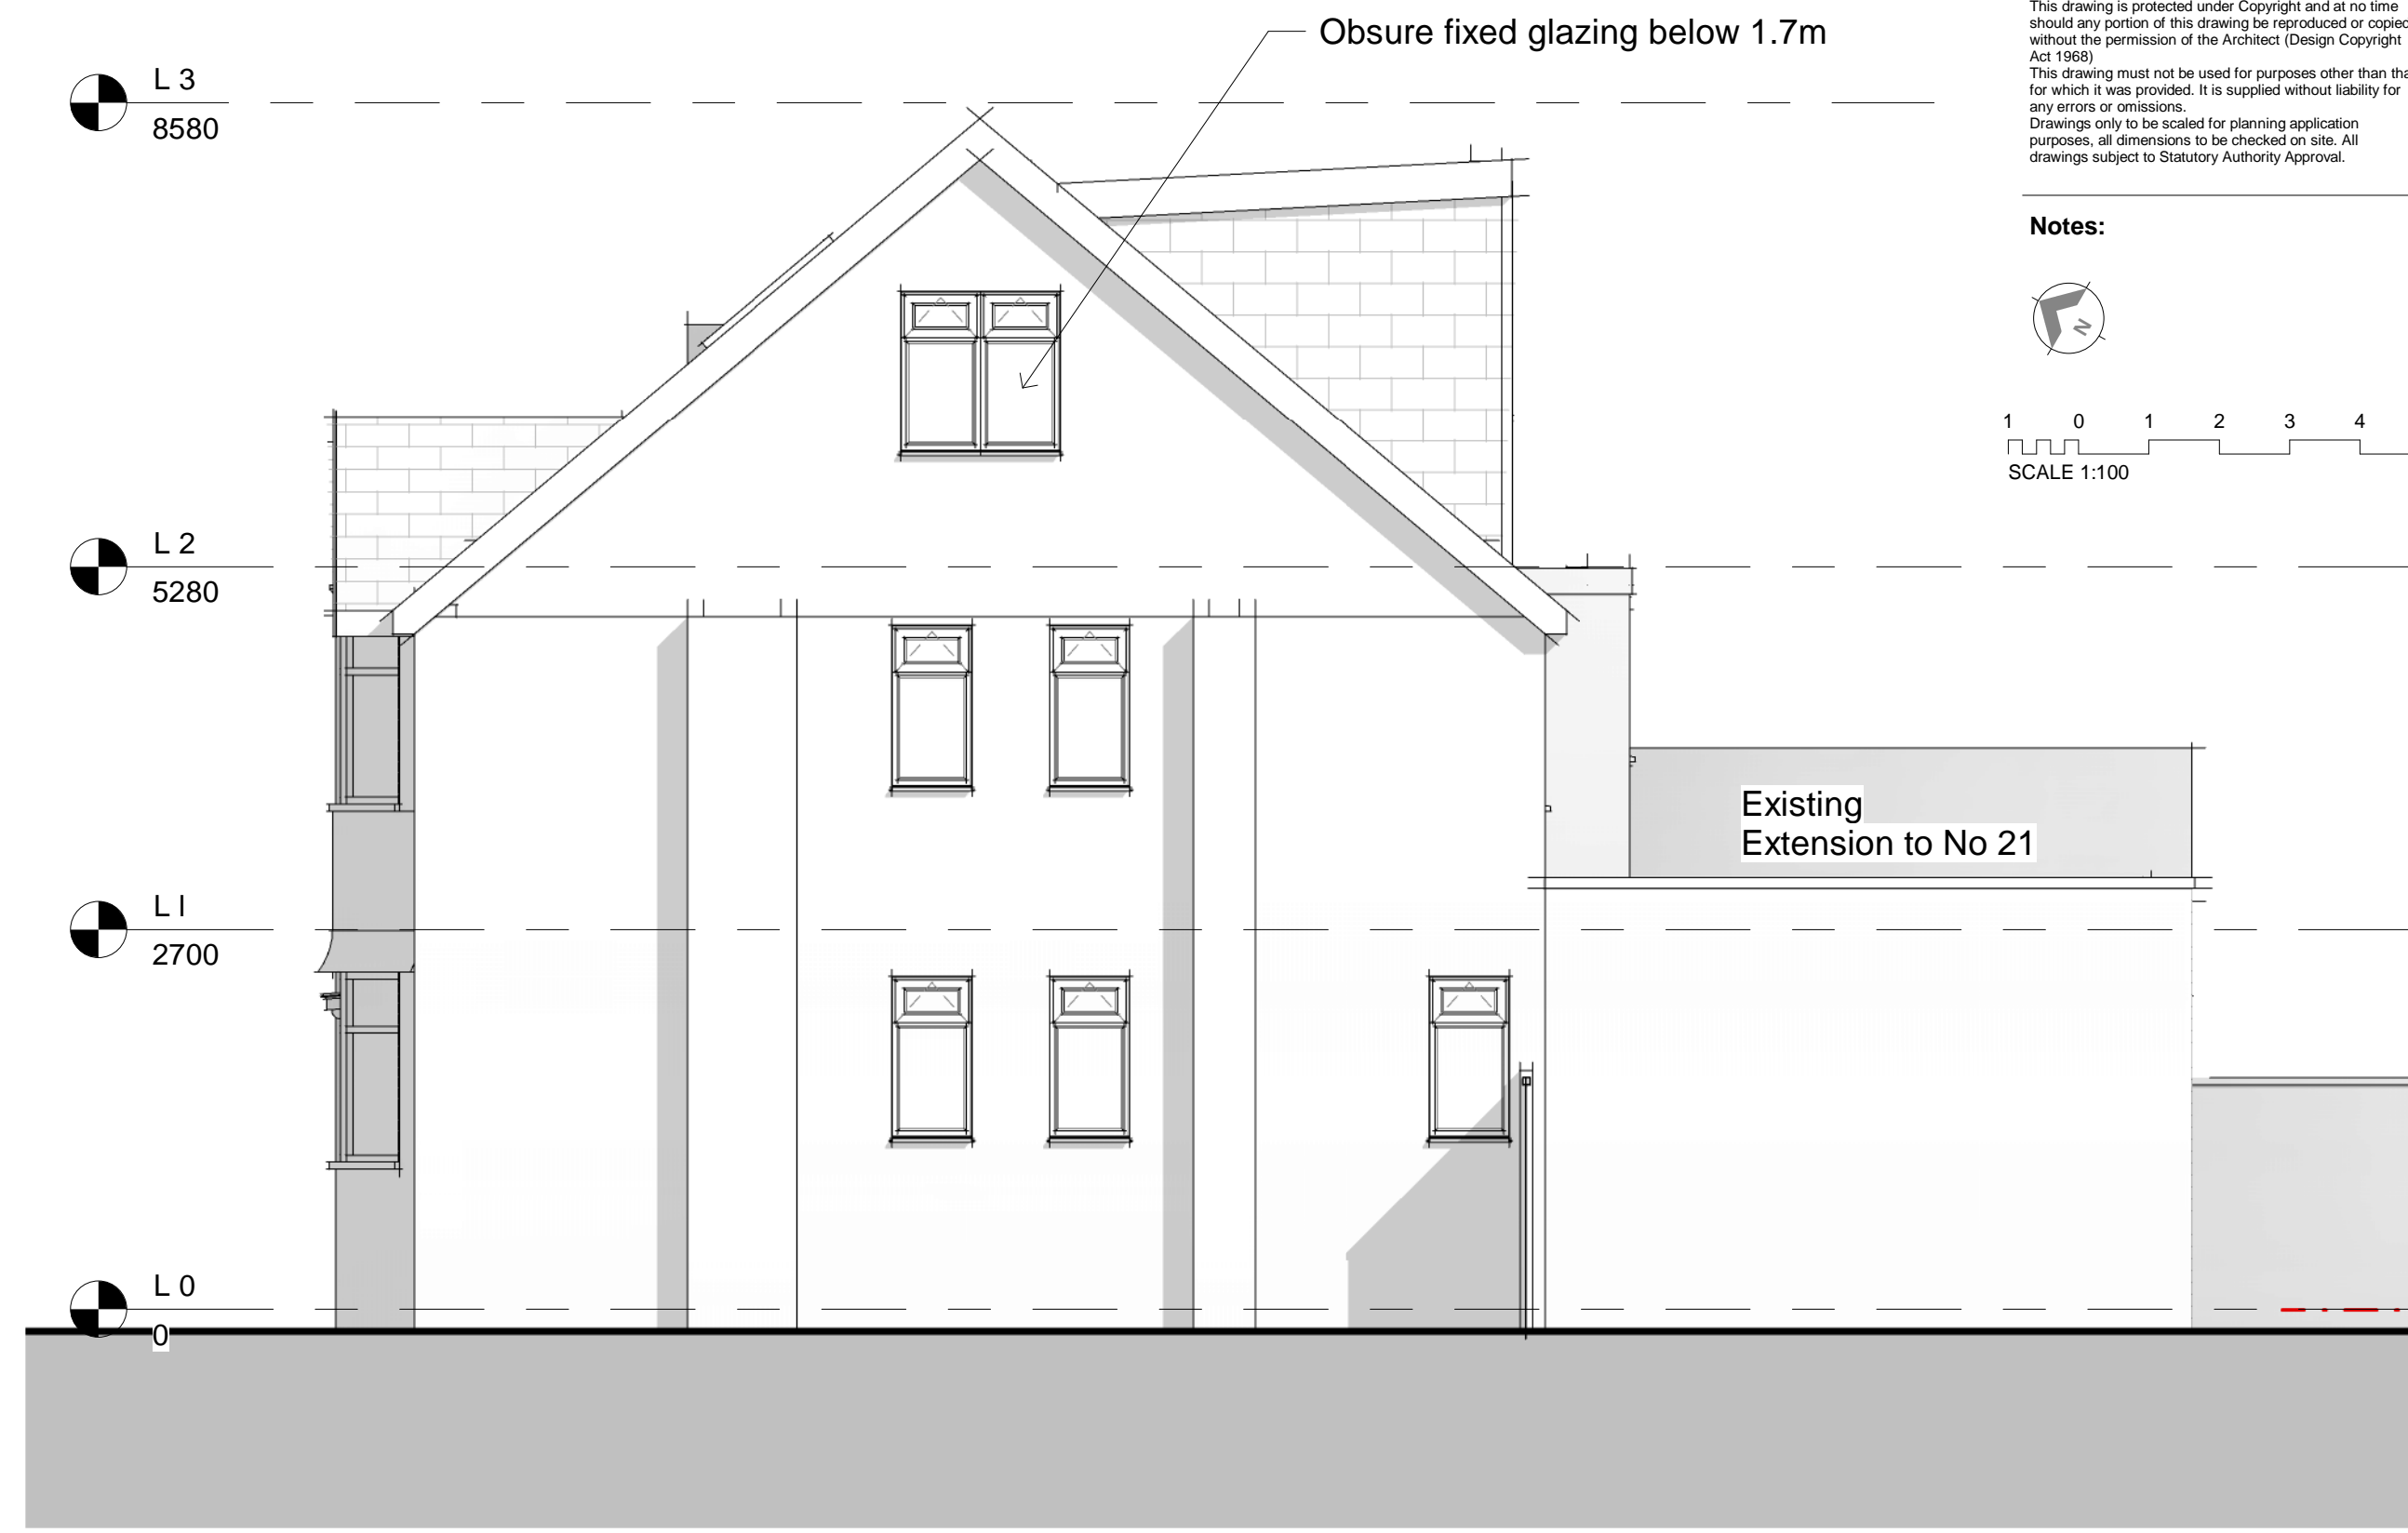 Obsure fixed glazing below 1.7m
This drawing is protected under Copyright and at no time
should any portion of this drawing be reproduced or copied
without the permission of the Architect (Design Copyright
Act 1968)
This drawing must not be used for purposes other than tha
for which it was provided. It is supplied without liability for
any errors or omissions.
Drawings only to be scaled for planning application
purposes, all dimensions to be checked on site. All
drawings subject to Statutory Authority Approval.
L 3
8580
Notes:
N
1 0 1 2 3 4
SCALE 1:100
L 2
5280
Existing
Extension to No 21
L I
2700
L 0
0